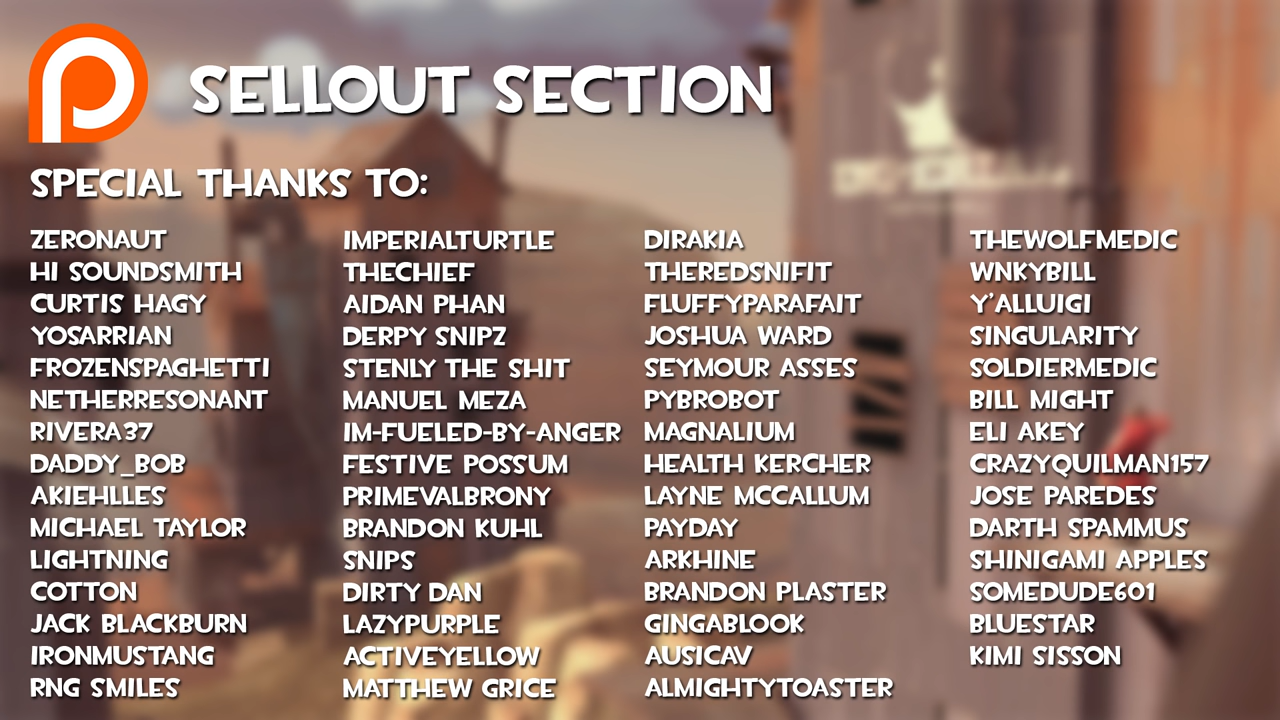 SELLOUT SECTION
SPECIAL THANKS TO:
ZERONAUT
HI SOUNDSMITH
CURTIS HAGY
YOSARRIAN
FROZENSPAGHETTI
NETHERRESONANT
RIVERA37
DADDY_BOB
AKIEHLLES
MICHAEL TAYLOR
LIGHTNING
COTTON
JACK BLACKBURN
IRONMUSTANG
RNG SMILES
IMPERIALTURTLE
THECHIEF
AIDAN PHAN
DERPY SNIPZ
STENLY THE SHIT
MANUEL MEZA
IM-FUELED-BY-ANGER
FESTIVE POSSUM
PRIMEVALBRONY
BRANDON KUHL
SNIPS
DIRTY DAN
LAZYPURPLE
ACTIVEYELLOW
MATTHEW GRICE
DIRAKIA
THEREDSNIFIT
FLUFFYPARAFAIT
JOSHUA WARD
SEYMOUR ASSES
PYBROBOT
MAGNALIUM
HEALTH KERCHER
LAYNE MCCALLUM
PAYDAY
ARKHINE
BRANDON PLASTER
GINGABLOOK
AUSICAV
ALMIGHTYTOASTER
THEWOLFMEDIC
WNKYBILL
Y'ALLUIGI
SINGULARITY
SOLDIERMEDIC
BILL MIGHT
ELI AKEY
CRAZYQUILMAN157
JOSE PAREDES
DARTH SPAMMUS
SHINIGAMI APPLES
SOMEDUDE601
BLUESTAR
KIMI SISSON